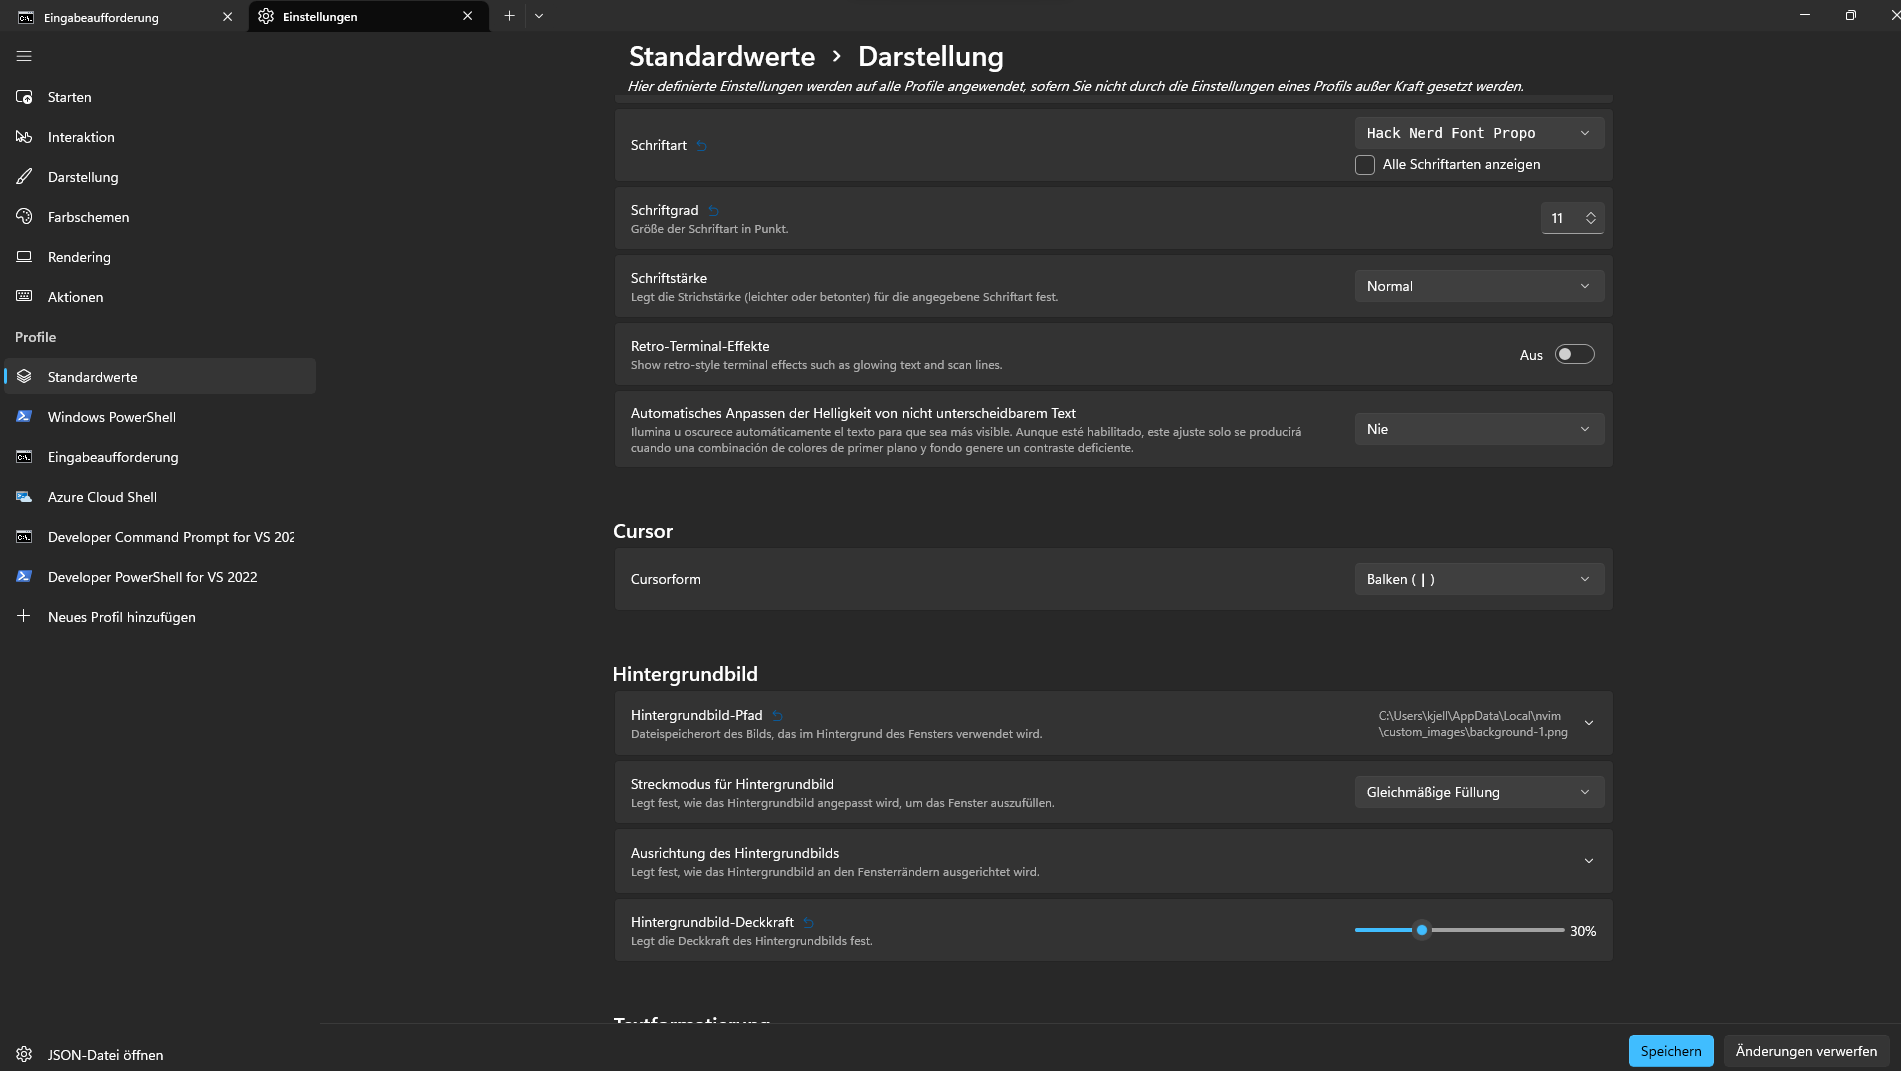 Eingabeaufforderung
Einstellungen
Starten
Interaktion
Darstellung
Farbschemen
Rendering
Aktionen
Profile
Standardwerte
Windows PowerShell
Eingabeaufforderung
Azure Cloud Shell
Developer Command Prompt for VS 202
Developer PowerShell for VS 2022
Neues Profil hinzufügen
JSON-Datei öffnen
Standardwerte › Darstellung
Hier definierte Einstellungen werden auf alle Profile angewendet, sofern Sie nicht durch die Einstellungen eines Profils außer Kraft gesetzt werden.
Schriftart
Hack Nerd Font Propo
Alle Schriftarten anzeigen
Schriftgrad
Größe der Schriftart in Punkt.
11
Schriftstärke
Legt die Strichstärke (leichter oder betonter) für die angegebene Schriftart fest.
Normal
Retro-Terminal-Effekte
Show retro-style terminal effects such as glowing text and scan lines.
Aus
Automatisches Anpassen der Helligkeit von nicht unterscheidbarem Text
Ilumina u oscurece automáticamente el texto para que sea más visible. Aunque esté habilitado, este ajuste solo se producirá
cuando una combinación de colores de primer plano y fondo genere un contraste deficiente.
Nie
Cursor
Cursorform
Balken ( | )
Hintergrundbild
Hintergrundbild-Pfad
Dateispeicherort des Bilds, das im Hintergrund des Fensters verwendet wird.
C:\Users\kjell\AppData\Local\nvim
\custom_images\background-1.png
Streckmodus für Hintergrundbild
Legt fest, wie das Hintergrundbild angepasst wird, um das Fenster auszufüllen.
Gleichmäßige Füllung
Ausrichtung des Hintergrundbilds
Legt fest, wie das Hintergrundbild an den Fensterrändern ausgerichtet wird.
Hintergrundbild-Deckkraft
Legt die Deckkraft des Hintergrundbilds fest.
30%
Textformatierung
Speichern
Änderungen verwerfen